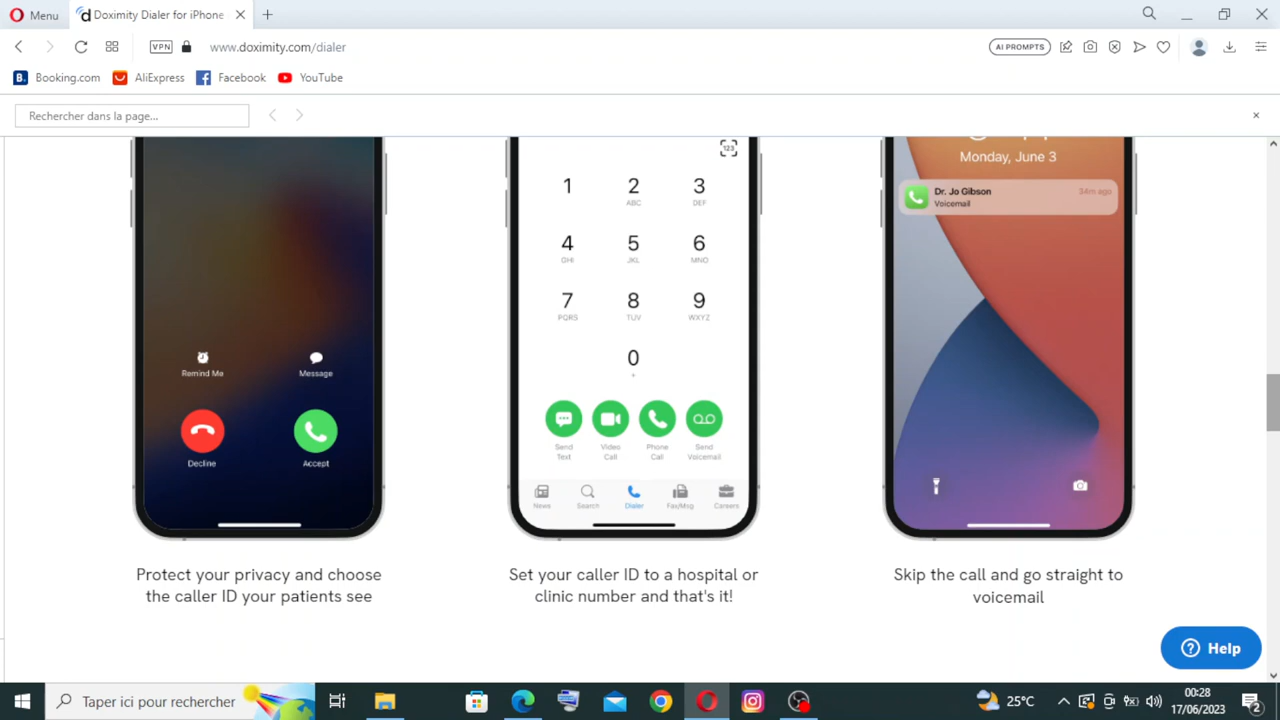 Menu
Doximity Dialer for iPhone
VPN
www.doximity.com/dialer
AI PROMPTS
Booking.com
AliExpress
Facebook
YouTube
Rechercher dans la page...
Remind Me
Message
Decline
Accept
123
1 2 3
ABC DEF
4 5 6
GHI JKL MNO
7 8 9
PQRS TUV WXYZ
0
+
Send Video Phone Send
Text Call Call Voicemail
News Search Dialer Fax/Msg Careers
Monday, June 3
Dr. Jo Gibson 34m ago
Voicemail
Protect your privacy and choose
the caller ID your patients see
Set your caller ID to a hospital or
clinic number and that's it!
Skip the call and go straight to
voicemail
Help
Taper ici pour rechercher
25°C
00:28
17/06/2023
2